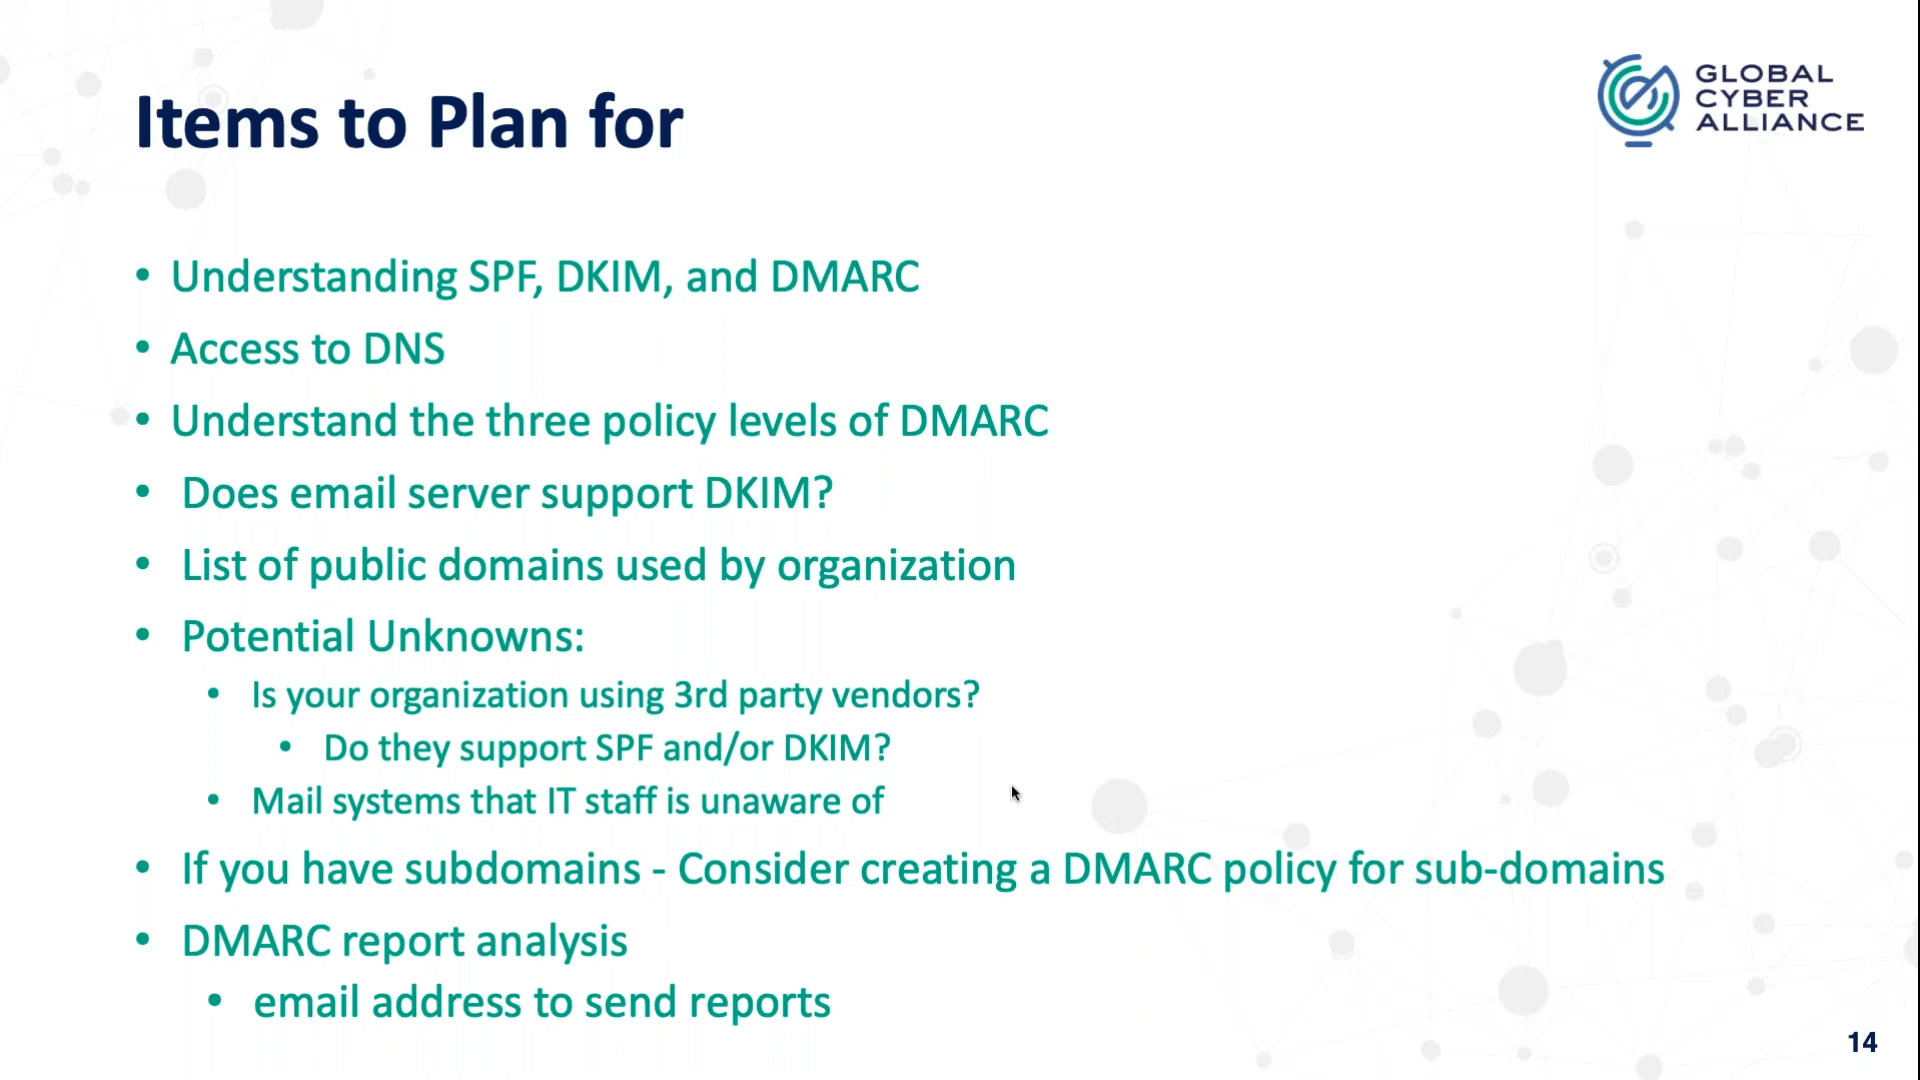 Items to Plan for
GLOBAL
CYBER
ALLIANCE
• Understanding SPF, DKIM, and DMARC
• Access to DNS
• Understand the three policy levels of DMARC
• Does email server support DKIM?
• List of public domains used by organization
• Potential Unknowns:
• Is your organization using 3rd party vendors?
• Do they support SPF and/or DKIM?
• Mail systems that IT staff is unaware of
• If you have subdomains - Consider creating a DMARC policy for sub-domains
• DMARC report analysis
• email address to send reports
14